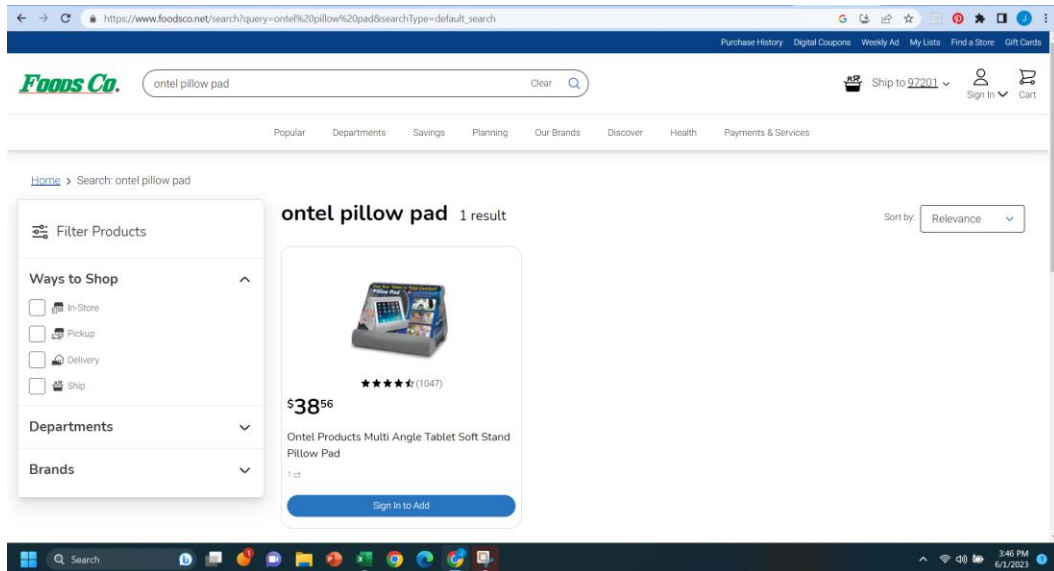 https://www.foodsco.net/search?query=ontel%20pillow%20pad&searchType=default_search
Purchase History Digital Coupons Weekly Ad My Lists Find a Store Gift Cards
Foods Co. ontel pillow pad Clear Ship to 97201 Sign In Cart
Popular Departments Savings Planning Our Brands Discover Health Payments & Services
Home > Search: ontel pillow pad
Filter Products
Ways to Shop
In-Store
Pickup
Delivery
Ship
Departments
Brands
ontel pillow pad 1 result
Sort by: Relevance
Pillow Pad
(1047)
$38 56
Ontel Products Multi Angle Tablet Soft Stand
Pillow Pad
1 ct
Sign In to Add
Search
3:46 PM
6/1/2023